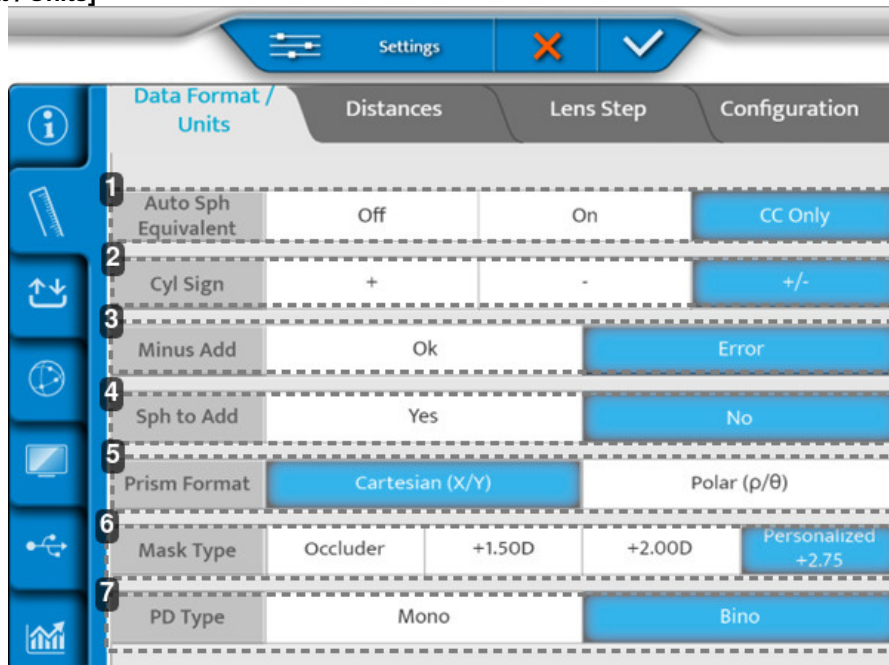 Settings
Data Format /
Units
Distances
Lens Step
Configuration
1
Auto Sph
Equivalent
Off
On
CC Only
2
Cyl Sign
+
-
+/-
3
Minus Add
Ok
Error
4
Sph to Add
Yes
No
5
Prism Format
Cartesian (X/Y)
Polar (ρ/θ)
6
Mask Type
Occluder
+1.50D
+2.00D
Personalized
+2.75
7
PD Type
Mono
Bino